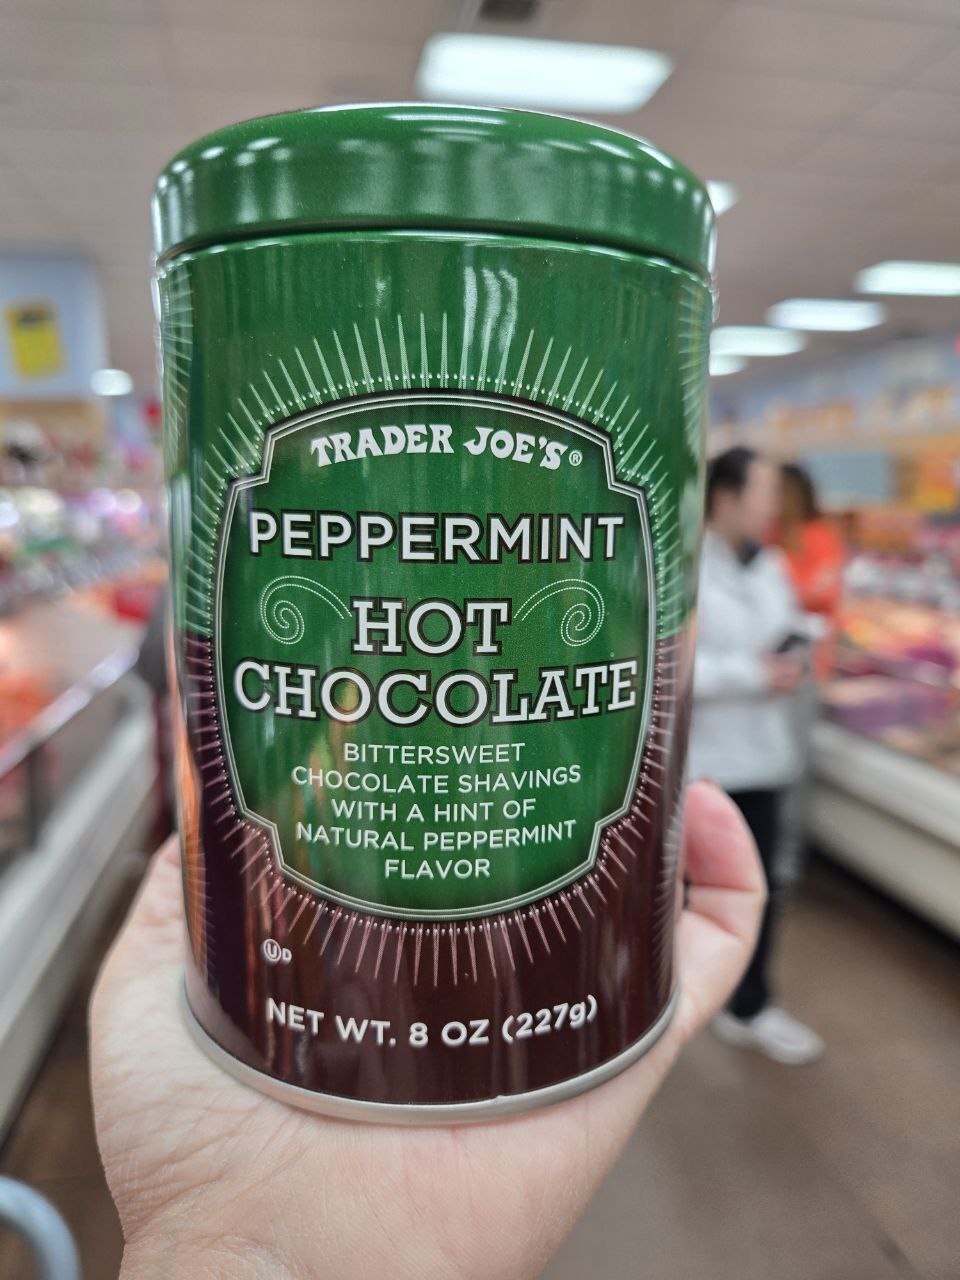 TRADER JOE'S®
PEPPERMINT
HOT
CHOCOLATE
BITTERSWEET
CHOCOLATE SHAVINGS
WITH A HINT OF
NATURAL PEPPERMINT
FLAVOR
UD
NET WT. 8 OZ (227g)